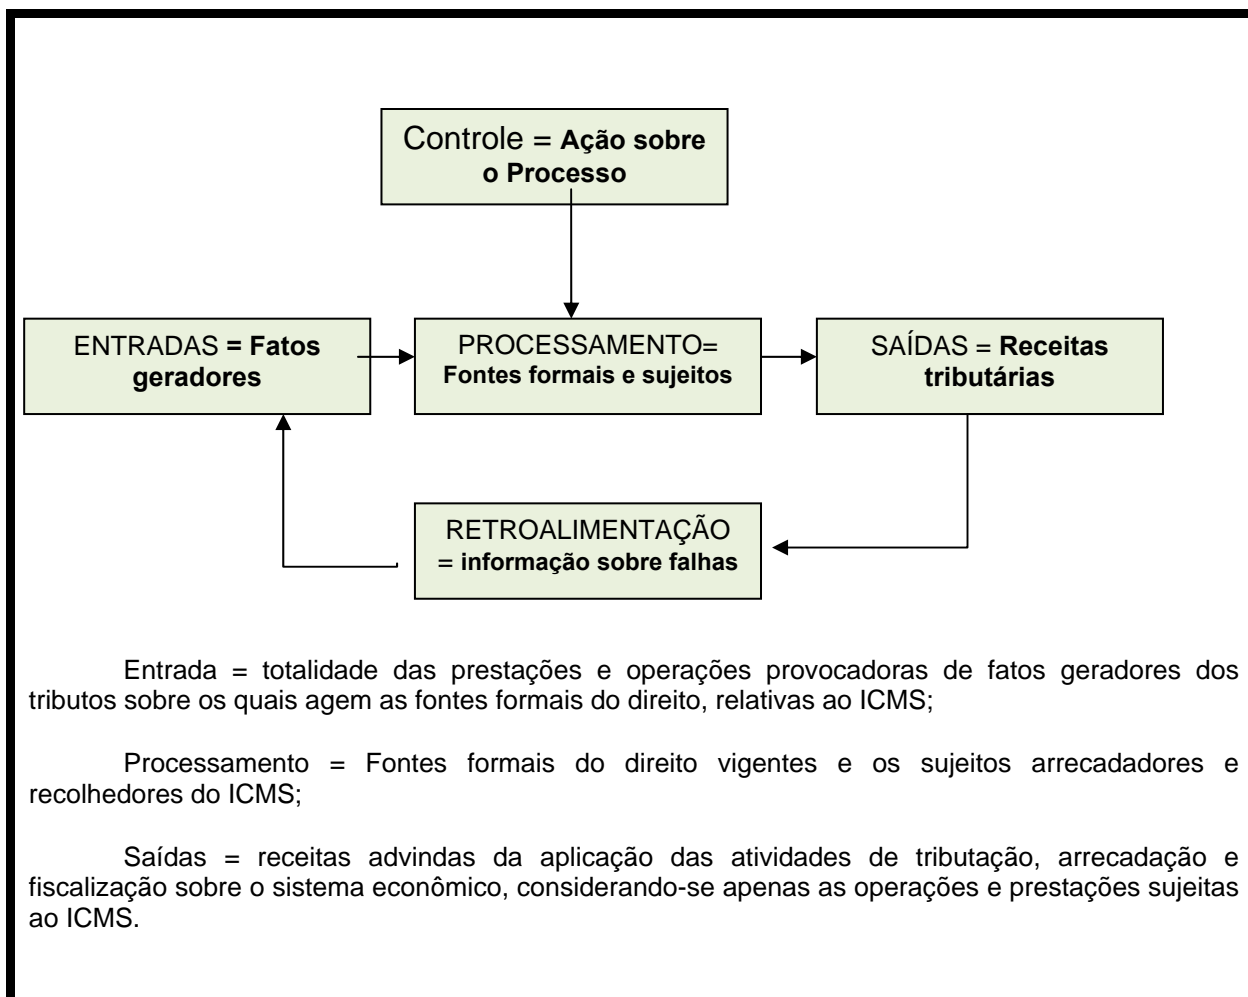 Controle = Ação sobre
o Processo
ENTRADAS = Fatos
geradores
PROCESSAMENTO=
Fontes formais e sujeitos
SAÍDAS = Receitas
tributárias
RETROALIMENTAÇÃO
= informação sobre falhas
Entrada = totalidade das prestações e operações provocadoras de fatos geradores dos
tributos sobre os quais agem as fontes formais do direito, relativas ao ICMS;
Processamento = Fontes formais do direito vigentes e os sujeitos arrecadadores e
recolhedores do ICMS;
Saídas = receitas advindas da aplicação das atividades de tributação, arrecadação e
fiscalização sobre o sistema econômico, considerando-se apenas as operações e prestações sujeitas
ao ICMS.